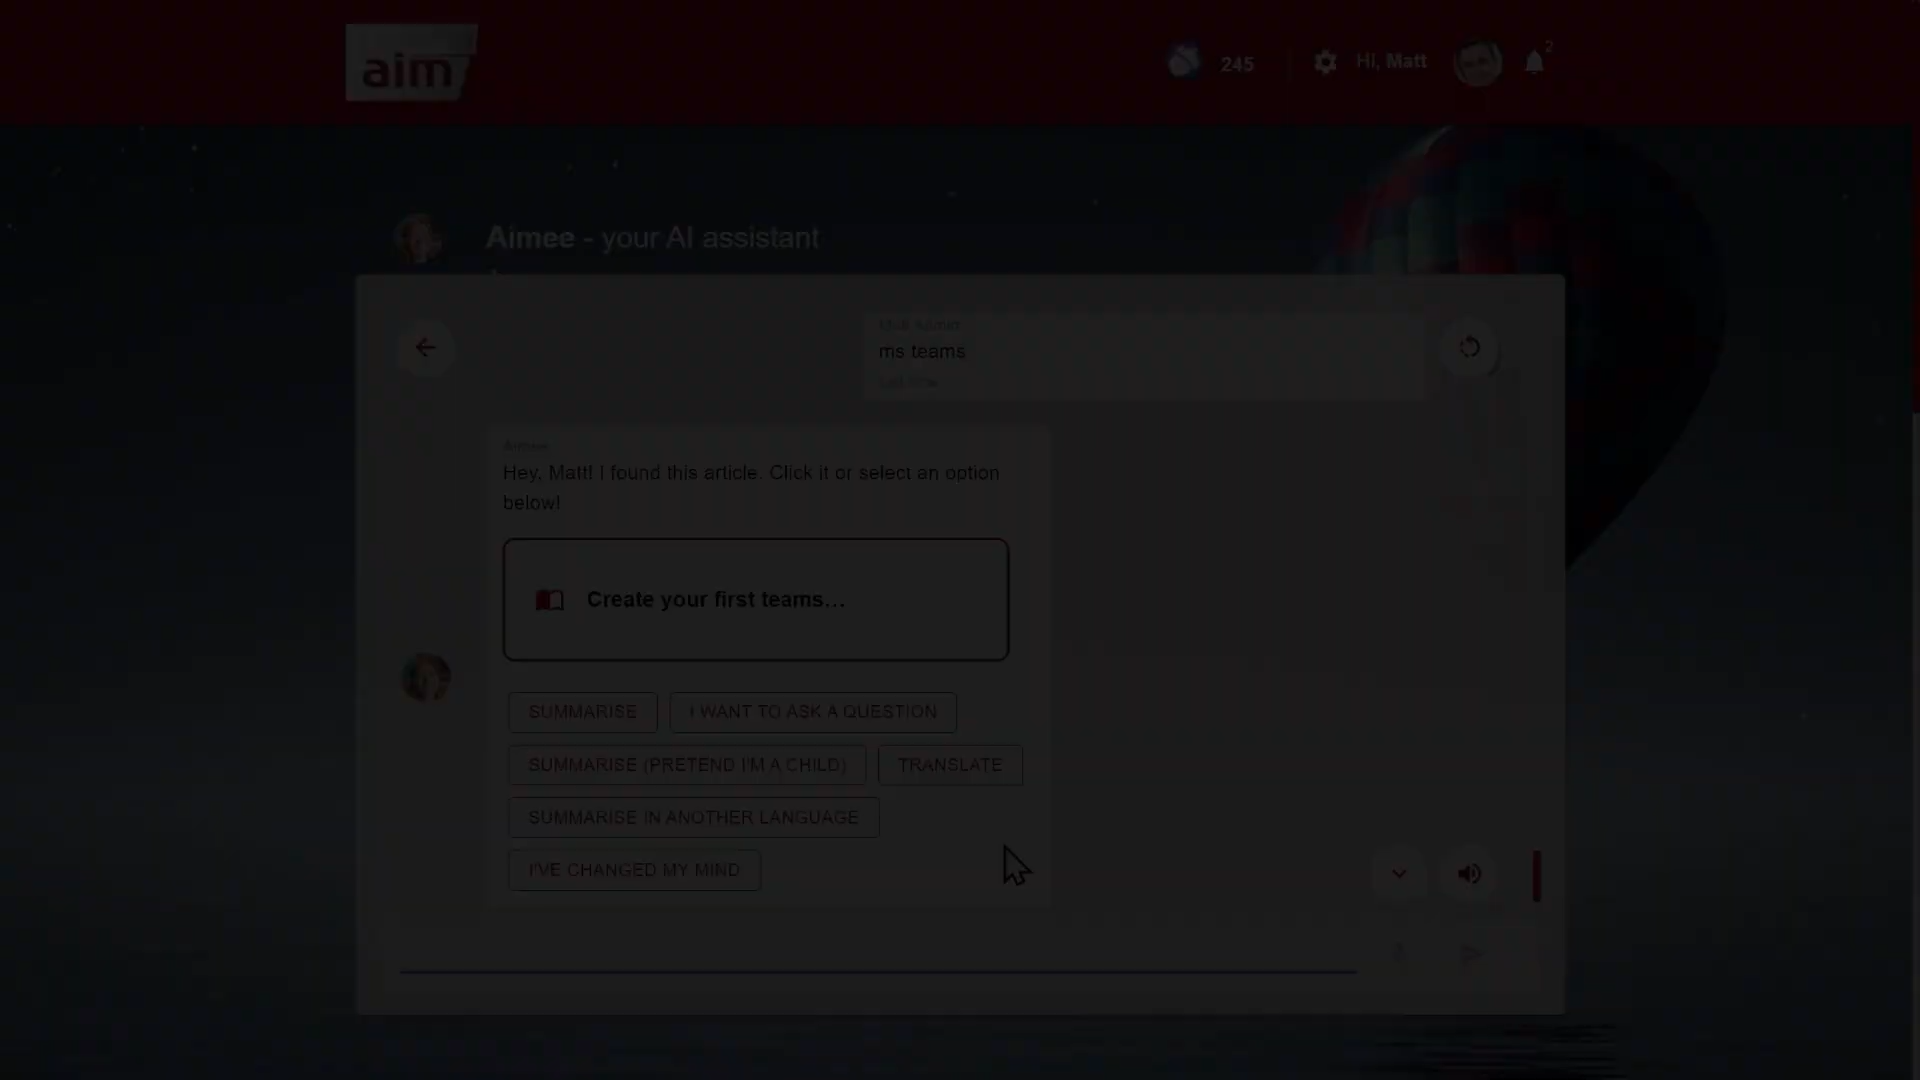 aim
245
Hi, Matt
2
Aimee - your AI assistant
ms teams
Aimee
Hey, Matt! I found this article. Click it or select an option
below!
Create your first teams...
SUMMARISE
I WANT TO ASK A QUESTION
SUMMARISE (PRETEND I'M A CHILD)
TRANSLATE
SUMMARISE IN ANOTHER LANGUAGE
I'VE CHANGED MY MIND